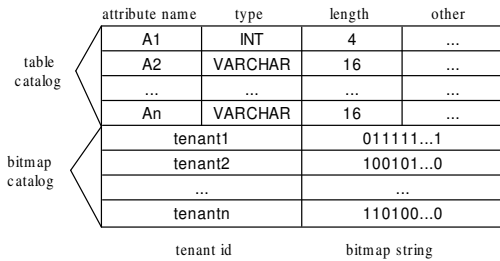 attribute name type length other
A1 INT 4 ...
A2 VARCHAR 16 ...
... ... ... ...
An VARCHAR 16 ...
table
catalog
tenant1 011111...1
tenant2 100101...0
... ...
tenantn 110100...0
bitmap
catalog
tenant id bitmap string